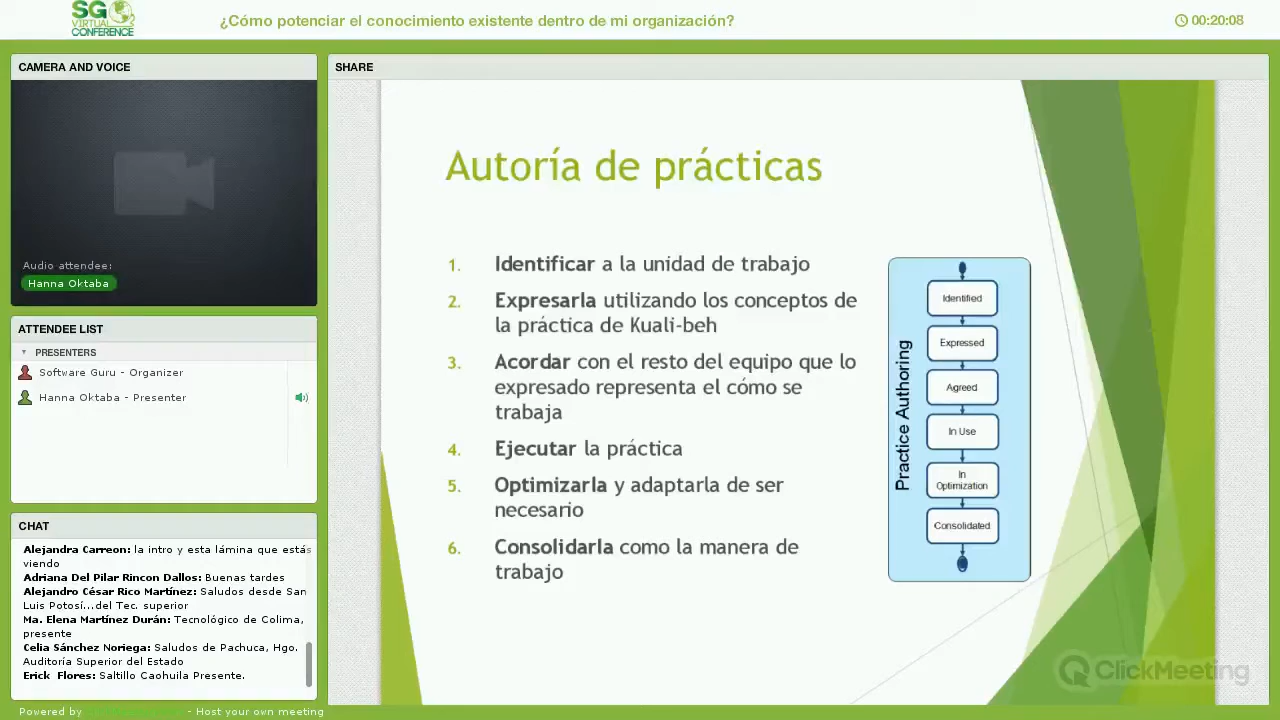 SG
VIRTUAL
CONFERENCE
¿Cómo potenciar el conocimiento existente dentro de mi organización?
00:20:08
CAMERA AND VOICE
Audio attendee:
Hanna Oktaba
ATTENDEE LIST
PRESENTERS
Software Guru - Organizer
Hanna Oktaba - Presenter
CHAT
Alejandra Carreon: la intro y esta lámina que estás
viendo
Adriana Del Pilar Rincon Dallos: Buenas tardes
Alejandro César Rico Martínez: Saludos desde San
Luis Potosí...del Tec. superior
Ma. Elena Martínez Durán: Tecnológico de Colima,
presente
Celia Sánchez Noriega: Saludos de Pachuca, Hgo.
Auditoría Superior del Estado
Erick Flores: Saltillo Caohuila Presente.
Powered by - Host your own meeting
SHARE
Autoría de prácticas
1. Identificar a la unidad de trabajo
2. Expresarla utilizando los conceptos de
la práctica de Kuali-beh
3. Acordar con el resto del equipo que lo
expresado representa el cómo se
trabaja
4. Ejecutar la práctica
5. Optimizarla y adaptarla de ser
necesario
6. Consolidarla como la manera de
trabajo
Practice Authoring
Identified
Expressed
Agreed
In Use
In
Optimization
Consolidated
ClickMeeting